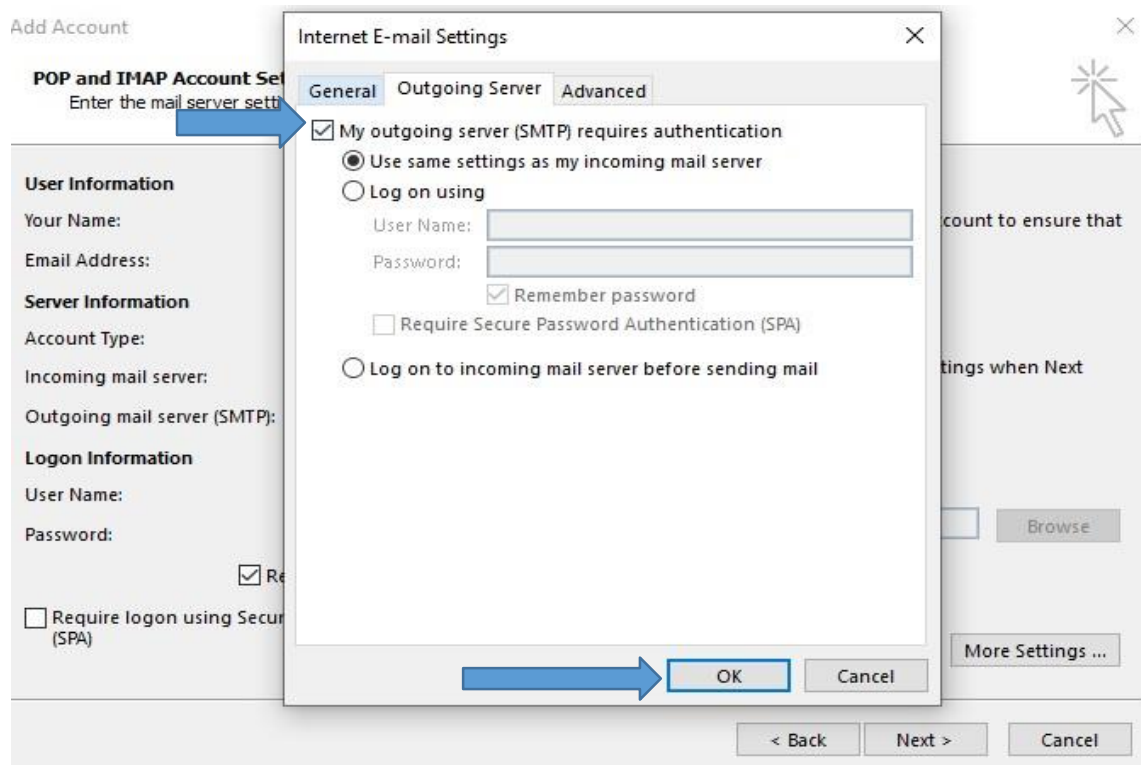 Add Account
POP and IMAP Account Set
Enter the mail server setti
Internet E-mail Settings
General Outgoing Server Advanced
My outgoing server (SMTP) requires authentication
Use same settings as my incoming mail server
Log on using
User Name:
Password:
Remember password
Require Secure Password Authentication (SPA)
Log on to incoming mail server before sending mail
OK Cancel
User Information
Your Name:
Email Address:
Server Information
Account Type:
Incoming mail server:
Outgoing mail server (SMTP):
Logon Information
User Name:
Password:
Re
Require logon using Secur
(SPA)
count to ensure that
tings when Next
Browse
More Settings ...
< Back Next > Cancel